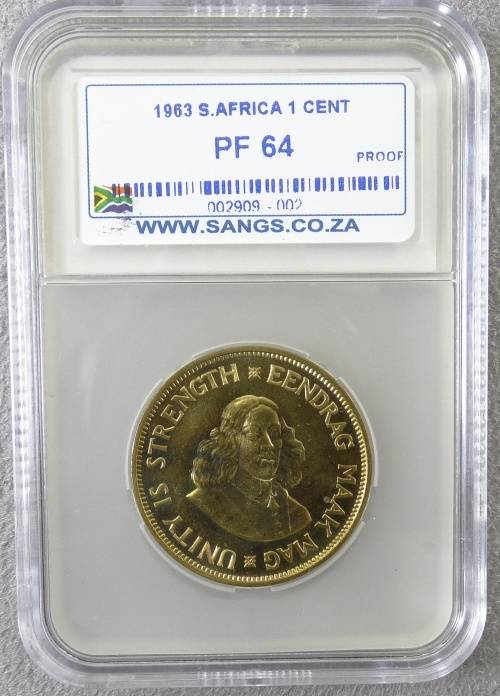 1963 S.AFRICA 1 CENT
PF 64
PROOF
002909 - 002
WWW.SANGS.CO.ZA
UNITY IS STRENGTH EENDRAG MAAK MAG